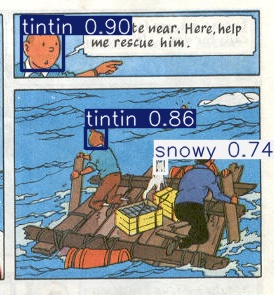 tintin 0.90
te near. Here, help
me rescue him.
tintin 0.86
snowy 0.74